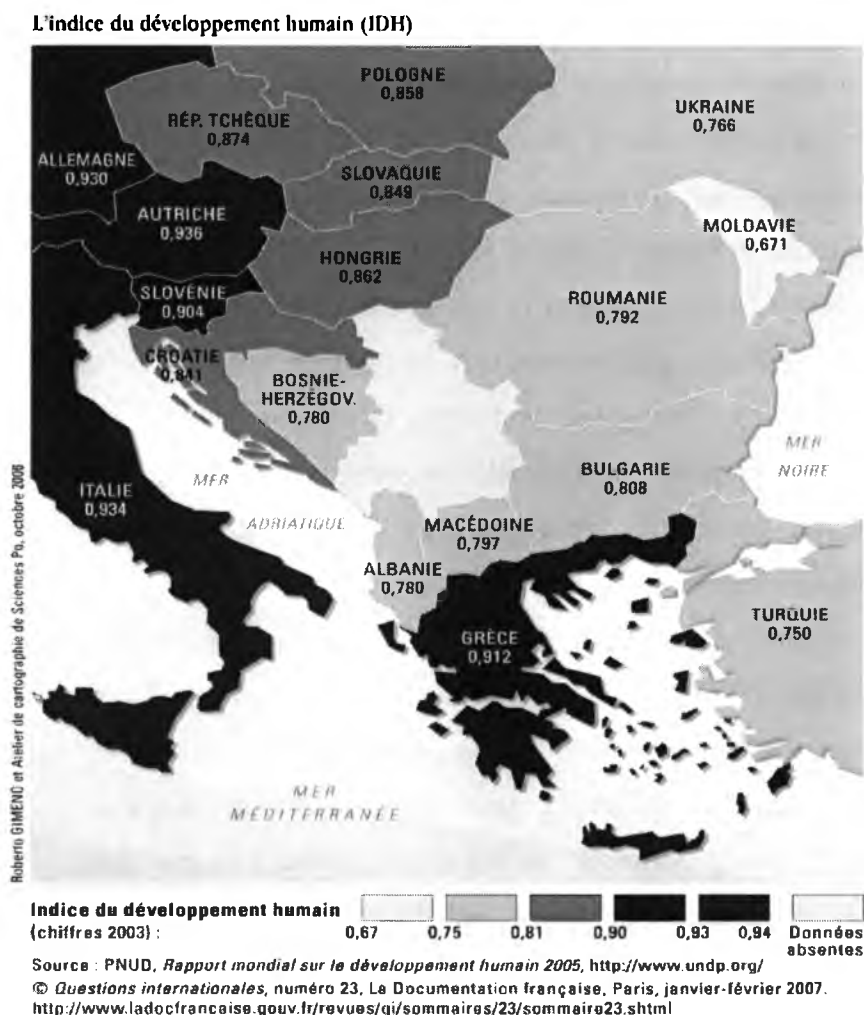 L'indice du développement humain (IDH)
POLOGNE
0,858
UKRAINE
0,766
RÉP. TCHÈQUE
0,874
ALLEMAGNE
0,930
SLOVAQUIE
0,849
AUTRICHE
0,936
MOLDAVIE
0,671
HONGRIE
0,862
SLOVÉNIE
0,904
ROUMANIE
0,792
CROATIE
0,841
BOSNIE-
HERZÉGOV.
0,780
MER
NOIRE
BULGARIE
0,808
MER
ADRIATIQUE
ITALIE
0,934
MACÉDOINE
0,797
ALBANIE
0,780
TURQUIE
0,750
GRÈCE
0,912
MER
MÉDITERRANÉE
Roberto GIMENO et Atelier de cartographie de Sciences Po, octobre 2006
Indice du développement humain
(chiffres 2003) :
0,67 0,75 0,81 0,90 0,93 0,94 Données
absentes
Source : PNUD, Rapport mondial sur le développement humain 2005, http://www.undp.org/
© Questions internationales, numéro 23, La Documentation française, Paris, janvier-février 2007.
http://www.ladocfrancaise.gouv.fr/revues/qi/sommaires/23/sommaire23.shtml